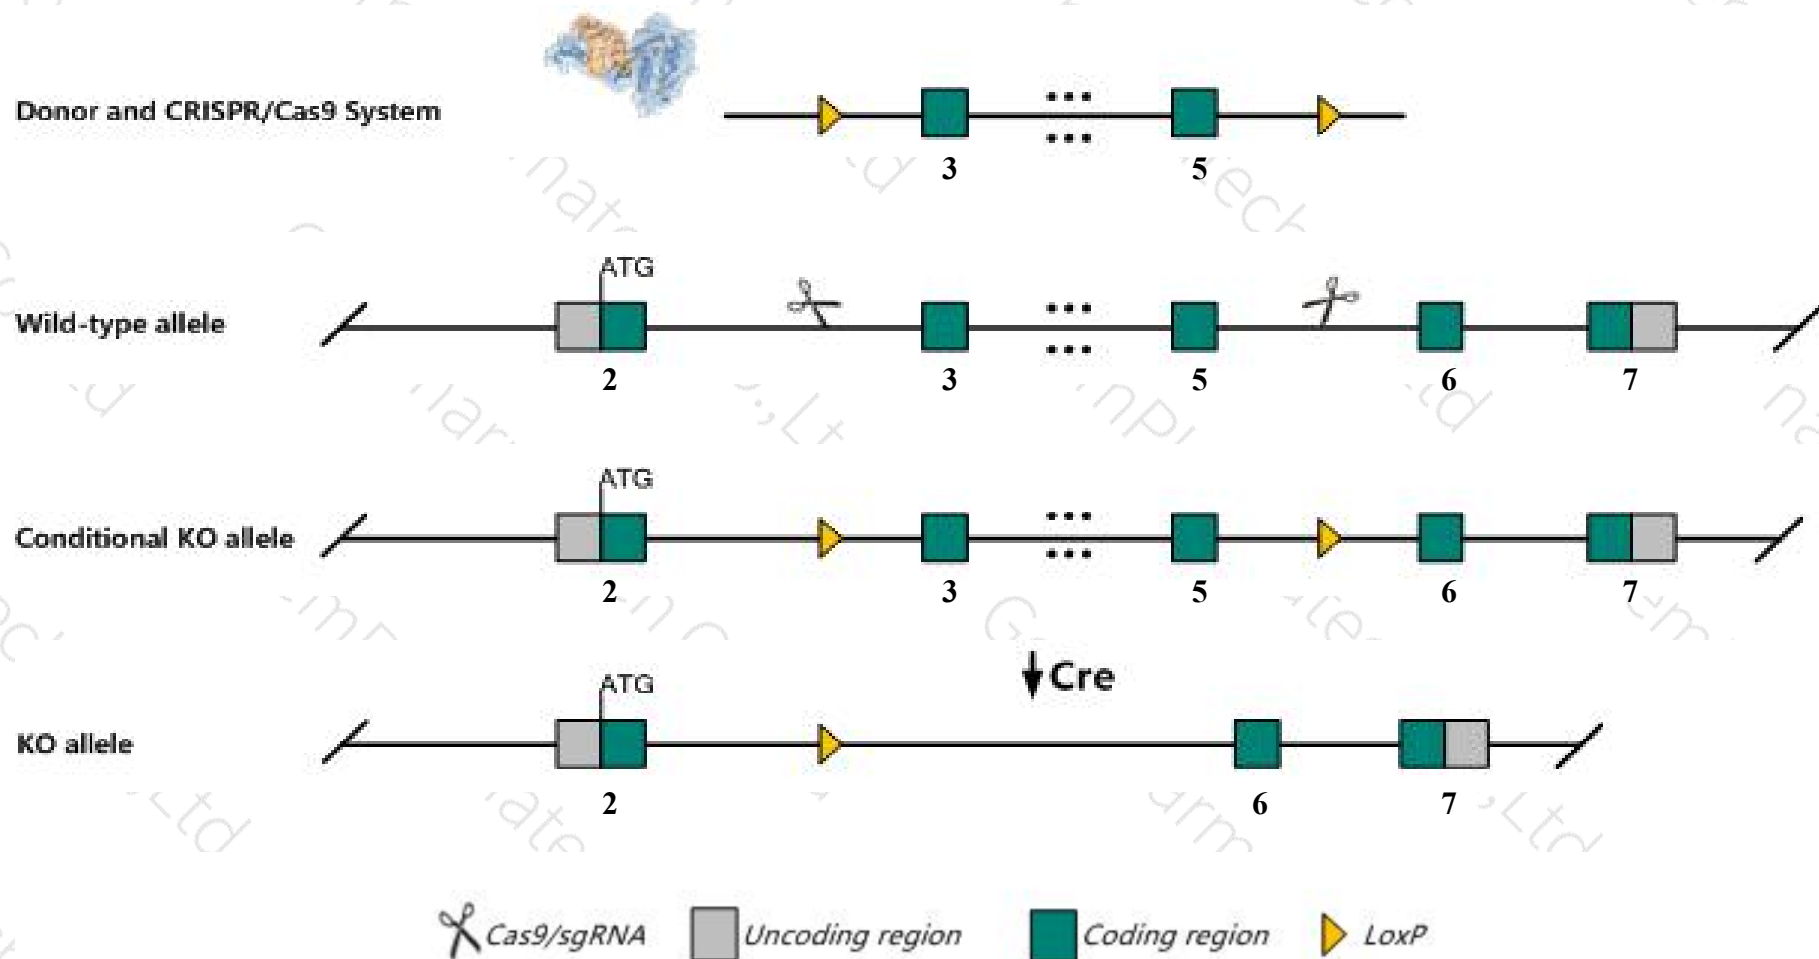 Donor and CRISPR/Cas9 System
3 5
ATG
Wild-type allele
2 3 5 6 7
ATG
Conditional KO allele
2 3 5 6 7
Cre
ATG
KO allele
2 6 7
Cas9/sgRNA Uncoding region Coding region LoxP